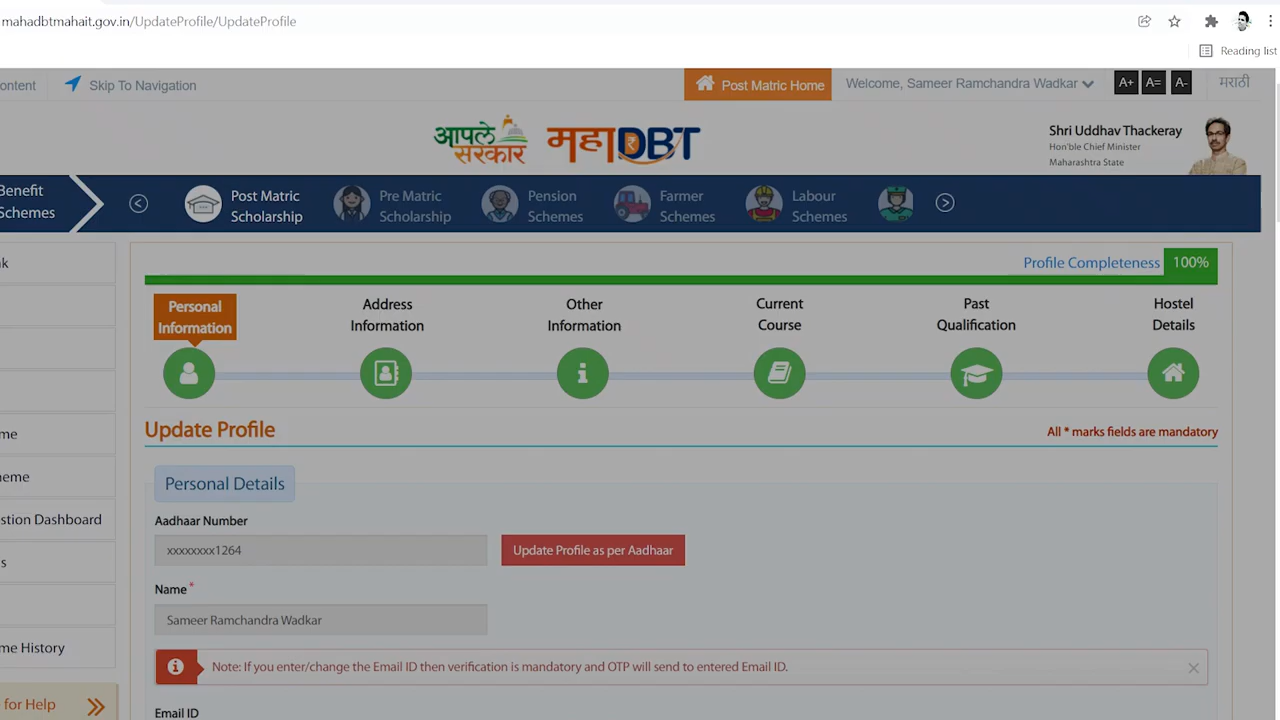 mahadbtmahait.gov.in/UpdateProfile/UpdateProfile
Reading list
ontent
Skip To Navigation
Post Matric Home
Welcome, Sameer Ramchandra Wadkar
A+ A= A-
मराठी
आपले
सरकार
महाDBT
Shri Uddhav Thackeray
Hon'ble Chief Minister
Maharashtra State
Benefit
Schemes
Post Matric
Scholarship
Pre Matric
Scholarship
Pension
Schemes
Farmer
Schemes
Labour
Schemes
k
me
eme
stion Dashboard
s
me History
for Help
Profile Completeness 100%
Personal
Information
Address
Information
Other
Information
Current
Course
Past
Qualification
Hostel
Details
Update Profile
All * marks fields are mandatory
Personal Details
Aadhaar Number
xxxxxxxx1264
Update Profile as per Aadhaar
Name *
Sameer Ramchandra Wadkar
Note: If you enter/change the Email ID then verification is mandatory and OTP will send to entered Email ID.
Email ID